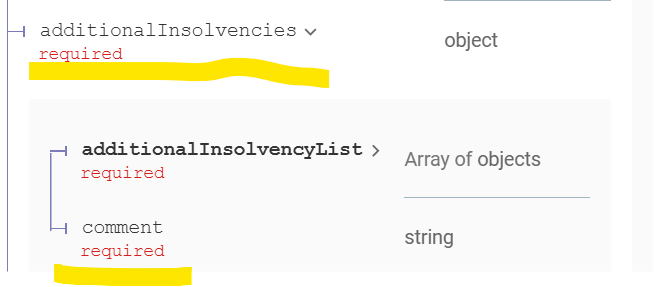 additionalInsolvencies
object
required
additionalInsolvencyList
Array of objects
required
comment
string
required